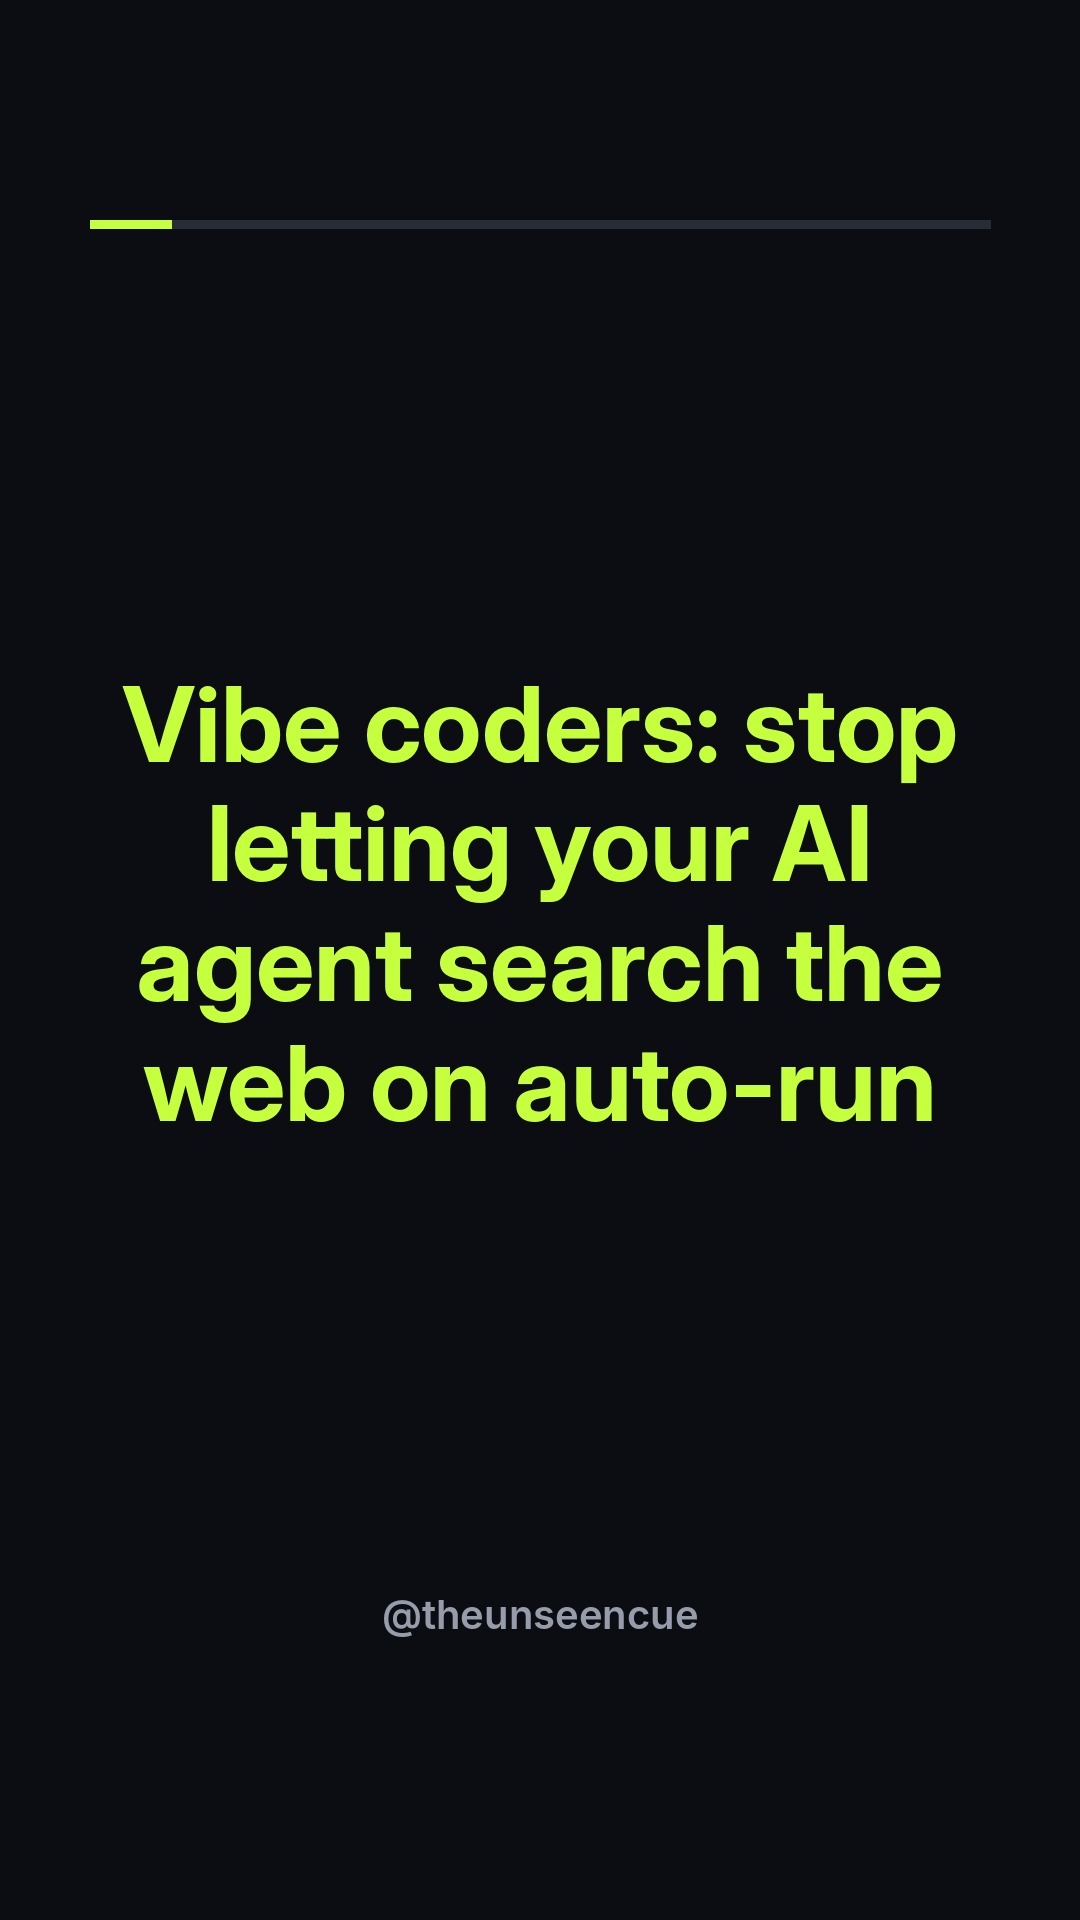 Vibe coders: stop
letting your AI
agent search the
web on auto-run
@theunseencue